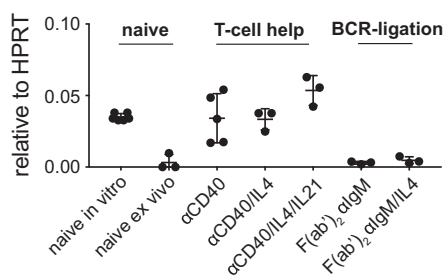 naive
T-cell help
BCR-ligation
relative to HPRT
0.10
0.05
0.00
naive in vitro
naive ex vivo
αCD40
αCD40/IL4
αCD40/IL4/IL21
F(ab')₂ αIgM
F(ab')₂ αIgM/IL4